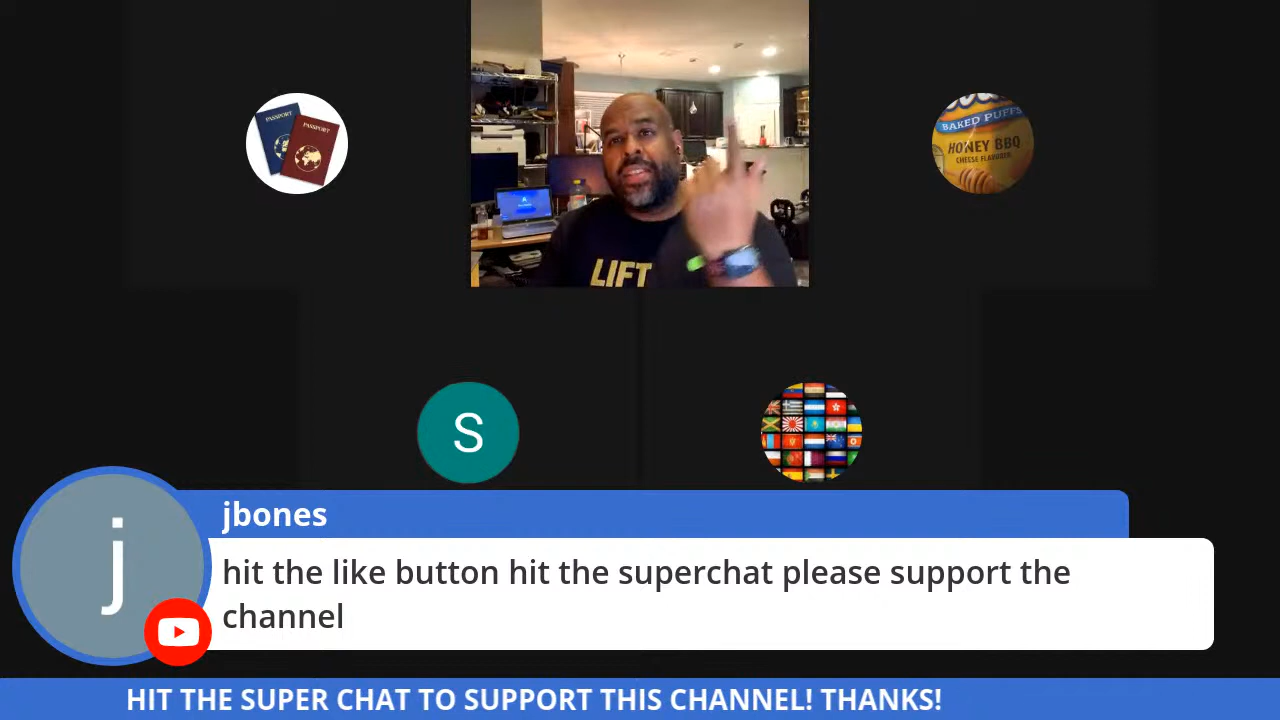 PASSPORT
PASSPORT
BAKED PUFFS
HONEY BBQ
CHEESE FLAVORED
LIFT
S
j
jbones
hit the like button hit the superchat please support the
channel
HIT THE SUPER CHAT TO SUPPORT THIS CHANNEL! THANKS!